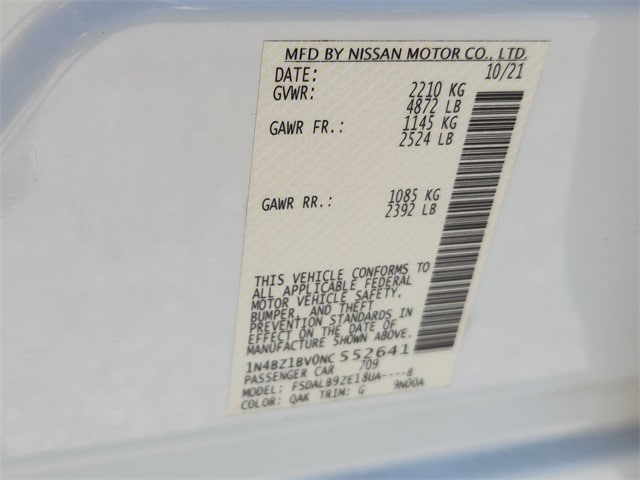 MFD BY NISSAN MOTOR CO., LTD.
DATE: 10/21
GVWR: 2210 KG
4872 LB
GAWR FR.: 1145 KG
2524 LB
GAWR RR.: 1085 KG
2392 LB
THIS VEHICLE CONFORMS TO
ALL APPLICABLE FEDERAL
MOTOR VEHICLE SAFETY,
BUMPER, AND THEFT
PREVENTION STANDARDS IN
EFFECT ON THE DATE OF
MANUFACTURE SHOWN ABOVE.
1N4BZ1BV0NC 552641
PASSENGER CAR 709
MODEL: FSDALB9ZE18UA----B
COLOR: QAK TRIM: G 9N00A